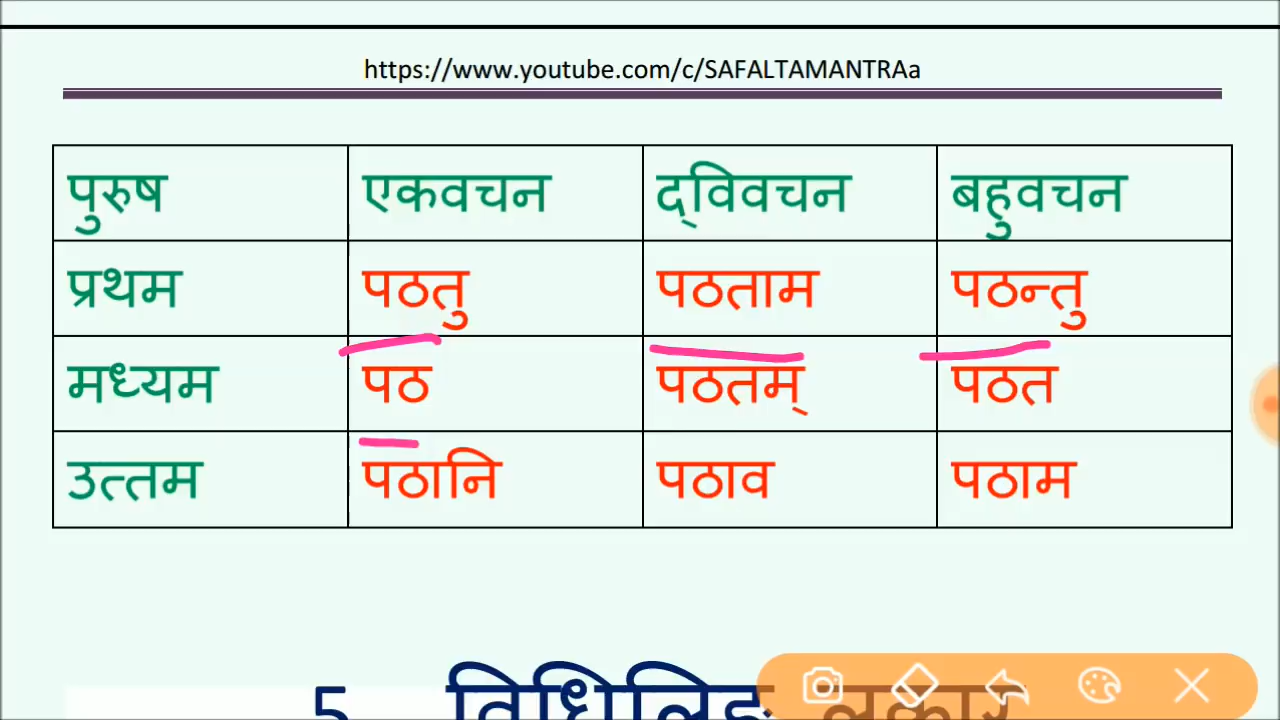 https://www.youtube.com/c/SAFALTAMANTRAa
पुरुष एकवचन द्‌विवचन बहुवचन
प्रथम पठतु पठताम पठन्तु
मध्यम पठ पठतम् पठत
उत्तम पठानि पठाव पठाम
5 विधिलिङ लकार